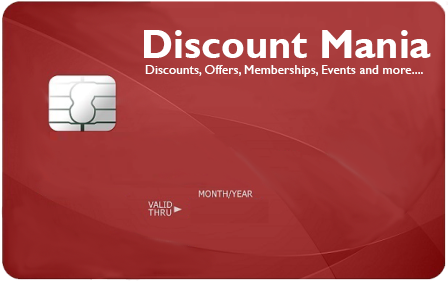 Discount Mania
Discounts, Offers, Memberships, Events and more....
MONTH/YEAR
VALID
THRU